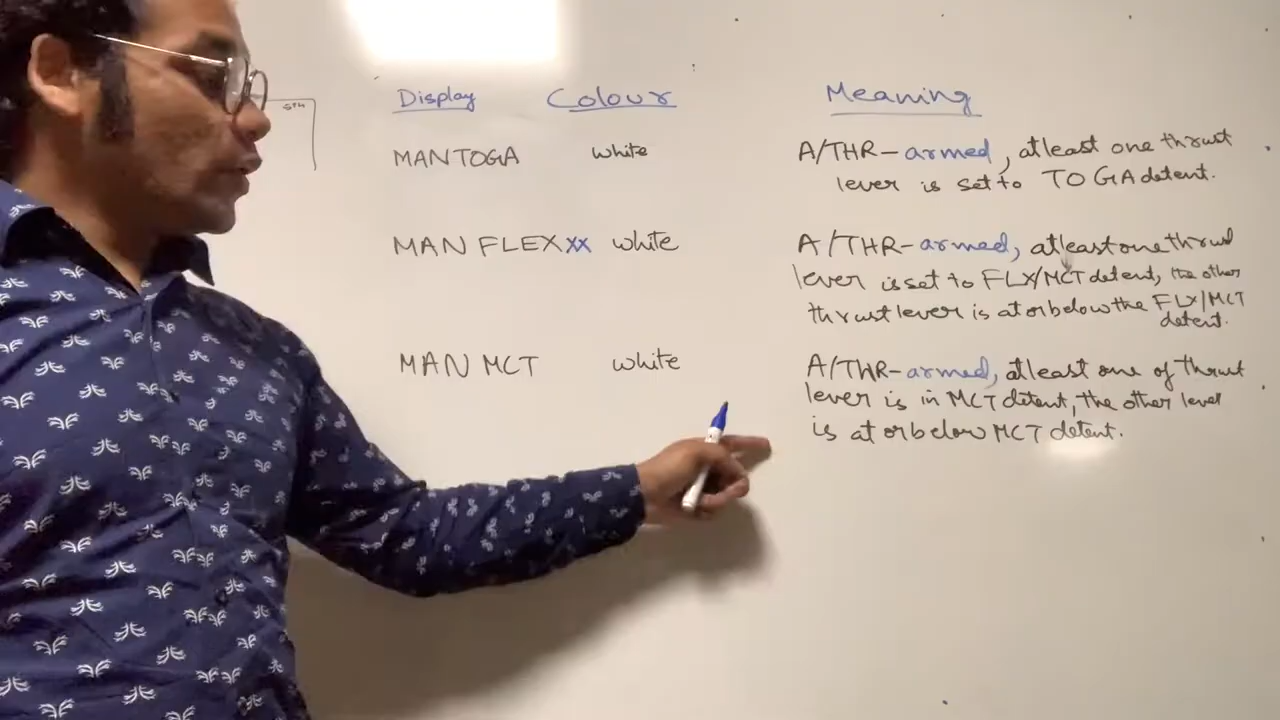 Display Colour Meaning
MAN TOGA white A/THR-armed, atleast one thrust
lever is set to TOGA detent.
MAN FLEX XX white A/THR-armed, atleast one thrust
lever is set to FLX/MCT detent, the other
thrust lever is at or below the FLX/MCT
detent.
MAN MCT white A/THR-armed, atleast one of thrust
lever is in MCT detent, the other lever
is at or below MCT detent.